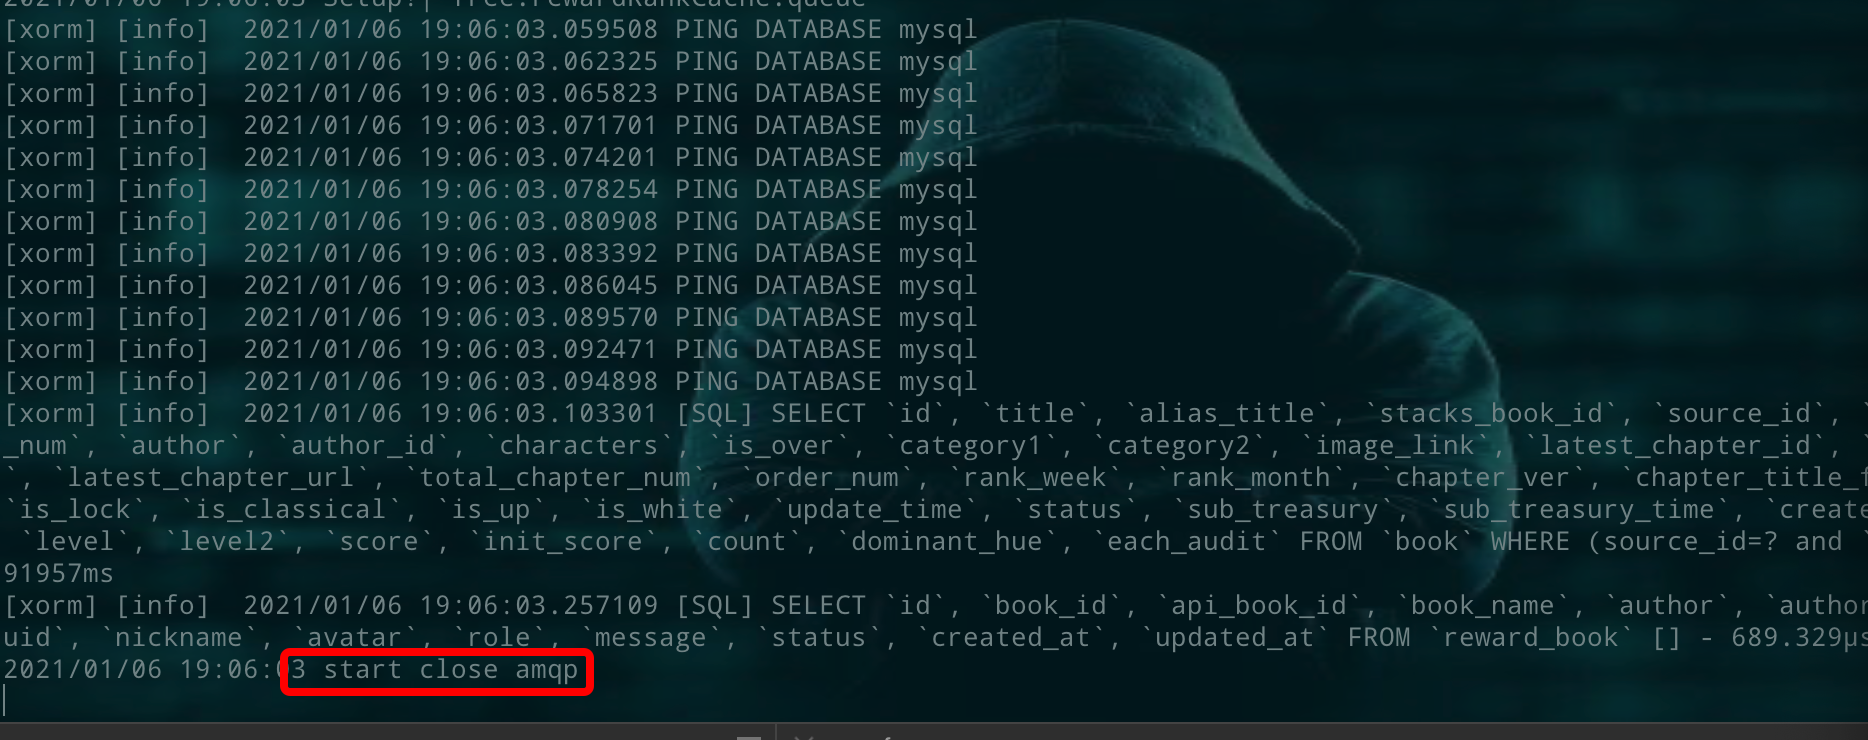 2021/01/06 19:06:03 Setup!| free.rewardRankCache.queue
[xorm] [info]  2021/01/06 19:06:03.059508 PING DATABASE mysql
[xorm] [info]  2021/01/06 19:06:03.062325 PING DATABASE mysql
[xorm] [info]  2021/01/06 19:06:03.065823 PING DATABASE mysql
[xorm] [info]  2021/01/06 19:06:03.071701 PING DATABASE mysql
[xorm] [info]  2021/01/06 19:06:03.074201 PING DATABASE mysql
[xorm] [info]  2021/01/06 19:06:03.078254 PING DATABASE mysql
[xorm] [info]  2021/01/06 19:06:03.080908 PING DATABASE mysql
[xorm] [info]  2021/01/06 19:06:03.083392 PING DATABASE mysql
[xorm] [info]  2021/01/06 19:06:03.086045 PING DATABASE mysql
[xorm] [info]  2021/01/06 19:06:03.089570 PING DATABASE mysql
[xorm] [info]  2021/01/06 19:06:03.092471 PING DATABASE mysql
[xorm] [info]  2021/01/06 19:06:03.094898 PING DATABASE mysql
[xorm] [info]  2021/01/06 19:06:03.103301 [SQL] SELECT `id`, `title`, `alias_title`, `stacks_book_id`, `source_id`, `
_num`, `author`, `author_id`, `characters`, `is_over`, `category1`, `category2`, `image_link`, `latest_chapter_id`, `
`, `latest_chapter_url`, `total_chapter_num`, `order_num`, `rank_week`, `rank_month`, `chapter_ver`, `chapter_title_f
`is_lock`, `is_classical`, `is_up`, `is_white`, `update_time`, `status`, `sub_treasury`, `sub_treasury_time`, `create
`level`, `level2`, `score`, `init_score`, `count`, `dominant_hue`, `each_audit` FROM `book` WHERE (source_id=? and `
91957ms
[xorm] [info]  2021/01/06 19:06:03.257109 [SQL] SELECT `id`, `book_id`, `api_book_id`, `book_name`, `author`, `author
uid`, `nickname`, `avatar`, `role`, `message`, `status`, `created_at`, `updated_at` FROM `reward_book` [] - 689.329µs
2021/01/06 19:06:03 start close amqp